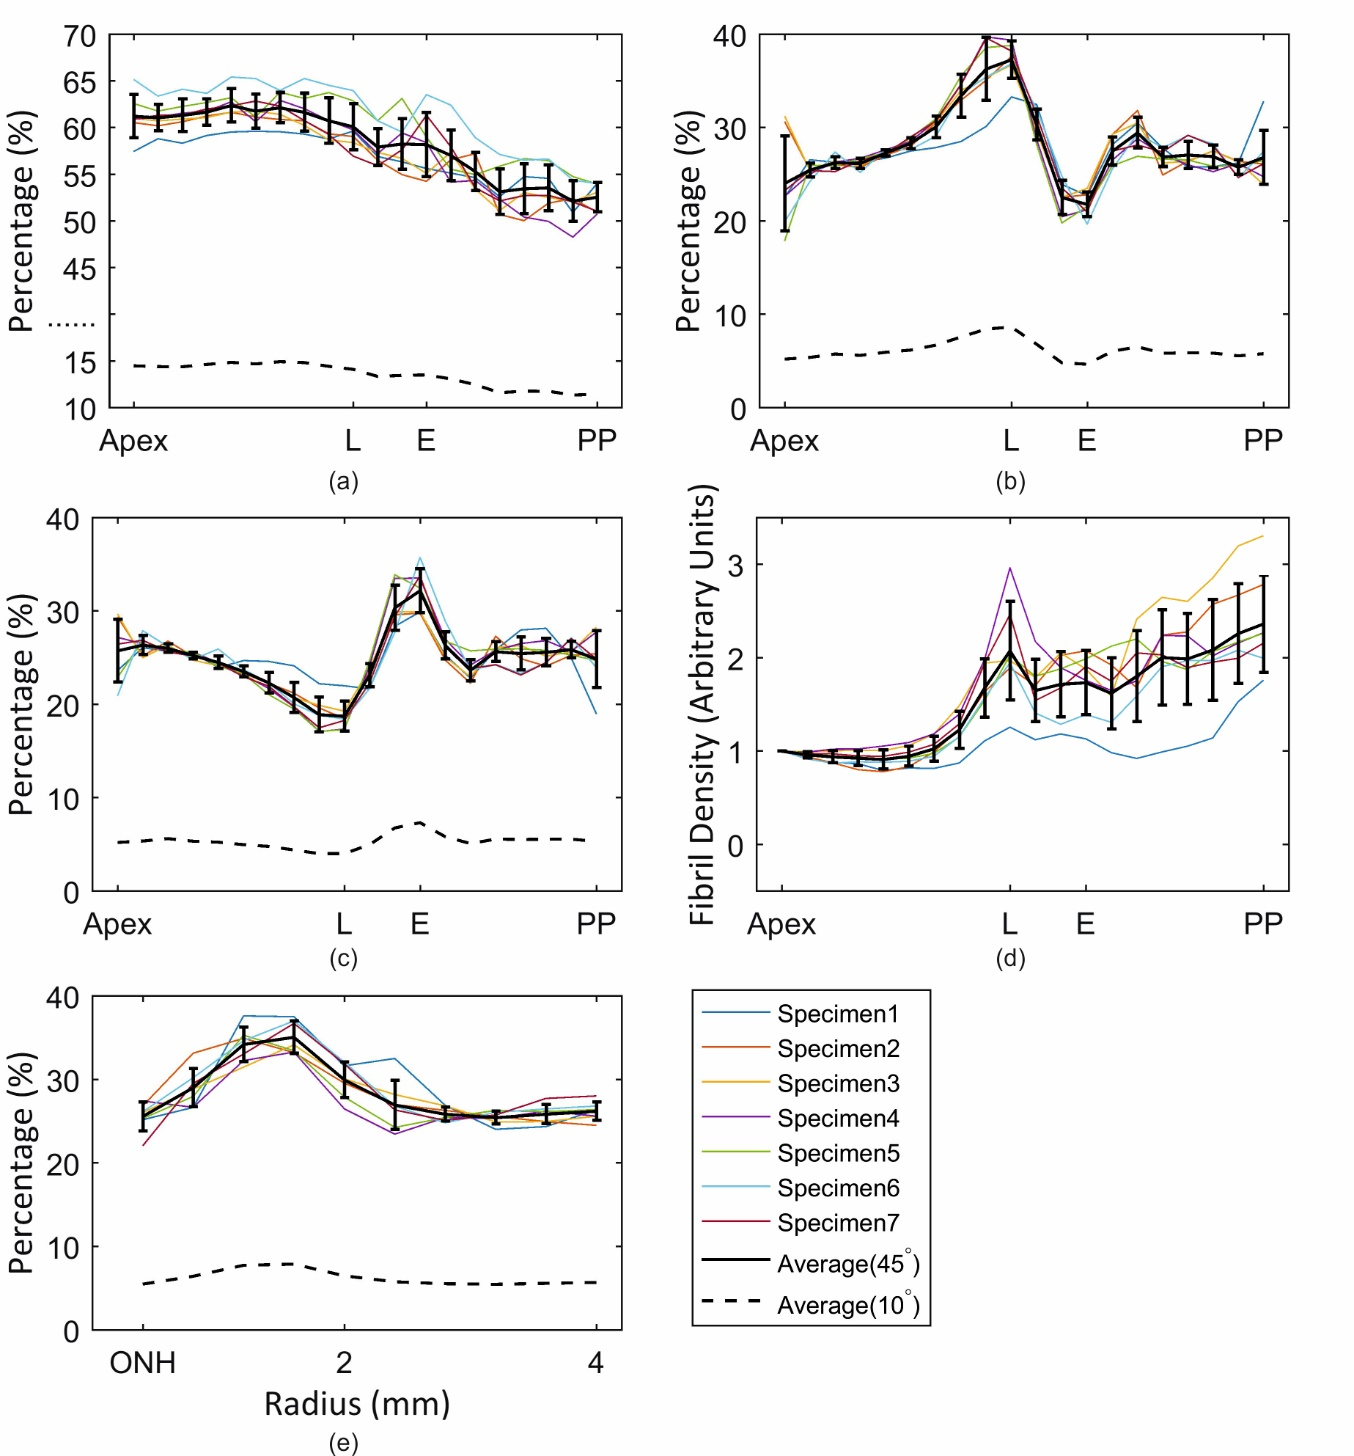 70
65
60
55
50
45
15
10
Percentage (%)
Apex L E PP
(a)
40
30
20
10
0
Percentage (%)
Apex L E PP
(b)
40
30
20
10
0
Percentage (%)
Apex L E PP
(c)
3
2
1
0
Fibril Density (Arbitrary Units)
Apex L E PP
(d)
40
30
20
10
0
Percentage (%)
ONH 2 4
Radius (mm)
(e)
Specimen1
Specimen2
Specimen3
Specimen4
Specimen5
Specimen6
Specimen7
Average(45°)
Average(10°)